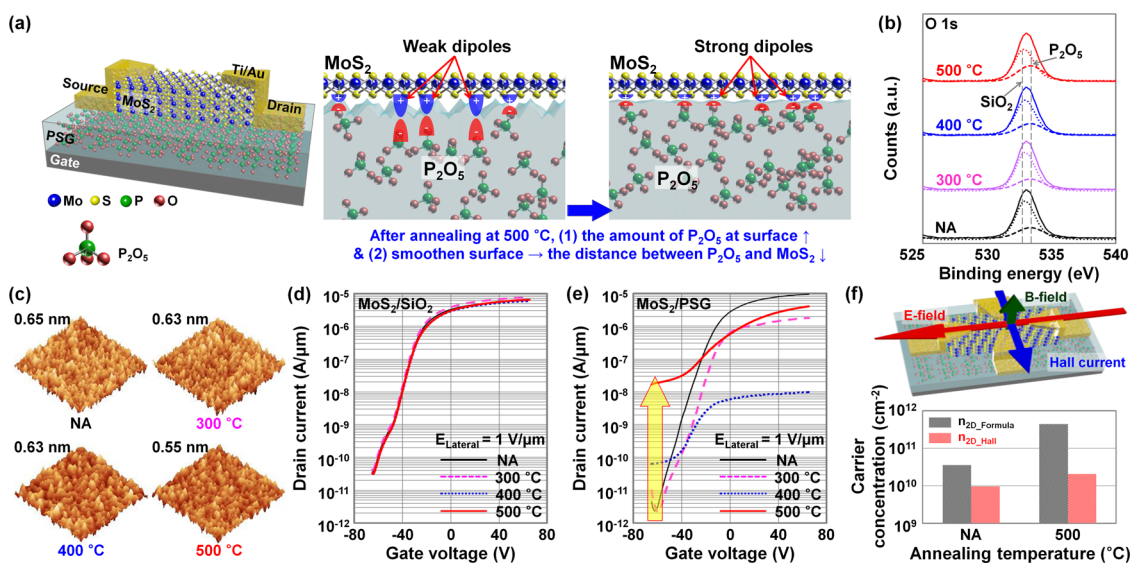 (a)
Source
Ti/Au
MoS₂
Drain
PSG
Gate
Mo S P O
P₂O₅
Weak dipoles
MoS₂
+ + +
- - -
P₂O₅
Strong dipoles
MoS₂
P₂O₅
After annealing at 500 °C, (1) the amount of P₂O₅ at surface ↑
& (2) smoothen surface → the distance between P₂O₅ and MoS₂ ↓
(b)
O 1s
P₂O₅
500 °C
SiO₂
400 °C
300 °C
NA
Counts (a.u.)
525 530 535 540
Binding energy (eV)
(c)
0.65 nm 0.63 nm
NA 300 °C
0.63 nm 0.55 nm
400 °C 500 °C
(d)
MoS₂/SiO₂
Drain current (A/μm)
10⁻⁵
10⁻⁶
10⁻⁷
10⁻⁸
10⁻⁹
10⁻¹⁰
10⁻¹¹
10⁻¹²
E_Lateral = 1 V/μm
NA
300 °C
400 °C
500 °C
-80 -40 0 40 80
Gate voltage (V)
(e)
MoS₂/PSG
Drain current (A/μm)
10⁻⁵
10⁻⁶
10⁻⁷
10⁻⁸
10⁻⁹
10⁻¹⁰
10⁻¹¹
10⁻¹²
E_Lateral = 1 V/μm
NA
300 °C
400 °C
500 °C
-80 -40 0 40 80
Gate voltage (V)
(f)
B-field
E-field
Hall current
Carrier
concentration (cm⁻²)
10¹²
10¹¹
10¹⁰
10⁹
n₂D_Formula
n₂D_Hall
NA 500
Annealing temperature (°C)